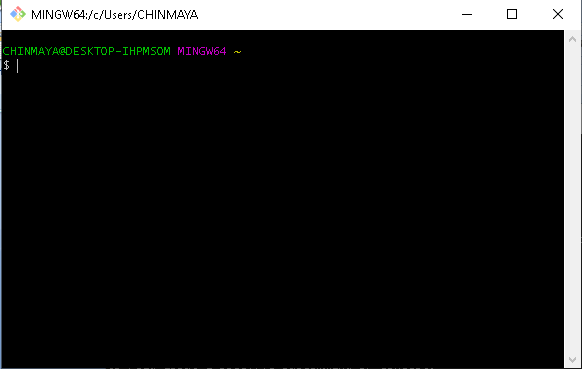 MINGW64:/c/Users/CHINMAYA
CHINMAYA@DESKTOP-IHPMSOM MINGW64 ~
$